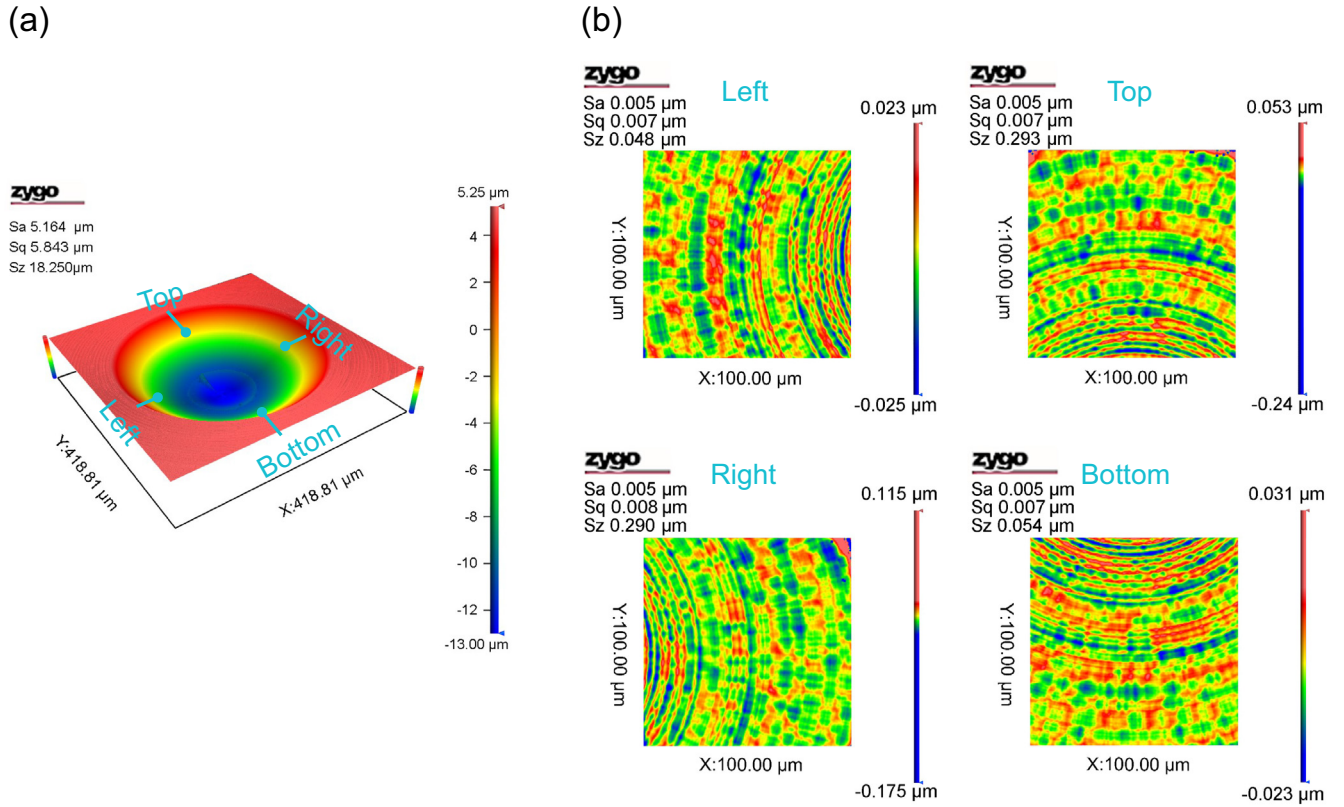 (a)
zygo
Sa 5.164 µm
Sq 5.843 µm
Sz 18.250µm
5.25 µm
4
2
0
-2
-4
-6
-8
-10
-12
-13.00 µm
Top
Right
Left
Bottom
Y:418.81 µm
X:418.81 µm
(b)
zygo
Left
Sa 0.005 µm
Sq 0.007 µm
Sz 0.048 µm
0.023 µm
Y:100.00 µm
X:100.00 µm
-0.025 µm
zygo
Top
Sa 0.005 µm
Sq 0.007 µm
Sz 0.293 µm
0.053 µm
Y:100.00 µm
X:100.00 µm
-0.24 µm
zygo
Right
Sa 0.005 µm
Sq 0.008 µm
Sz 0.290 µm
0.115 µm
Y:100.00 µm
X:100.00 µm
-0.175 µm
zygo
Bottom
Sa 0.005 µm
Sq 0.007 µm
Sz 0.054 µm
0.031 µm
Y:100.00 µm
X:100.00 µm
-0.023 µm